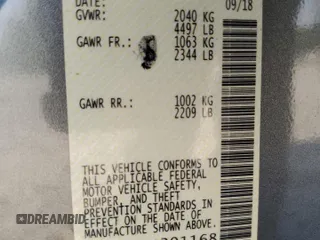 DATE: 09/18
GVWR: 2040 KG
4497 LB
GAWR FR.: 1063 KG
2344 LB
GAWR RR.: 1002 KG
2209 LB
THIS VEHICLE CONFORMS TO
ALL APPLICABLE FEDERAL
MOTOR VEHICLE SAFETY,
BUMPER, AND THEFT
PREVENTION STANDARDS IN
EFFECT ON THE DATE OF
MANUFACTURE SHOWN ABOVE
DREAMBID